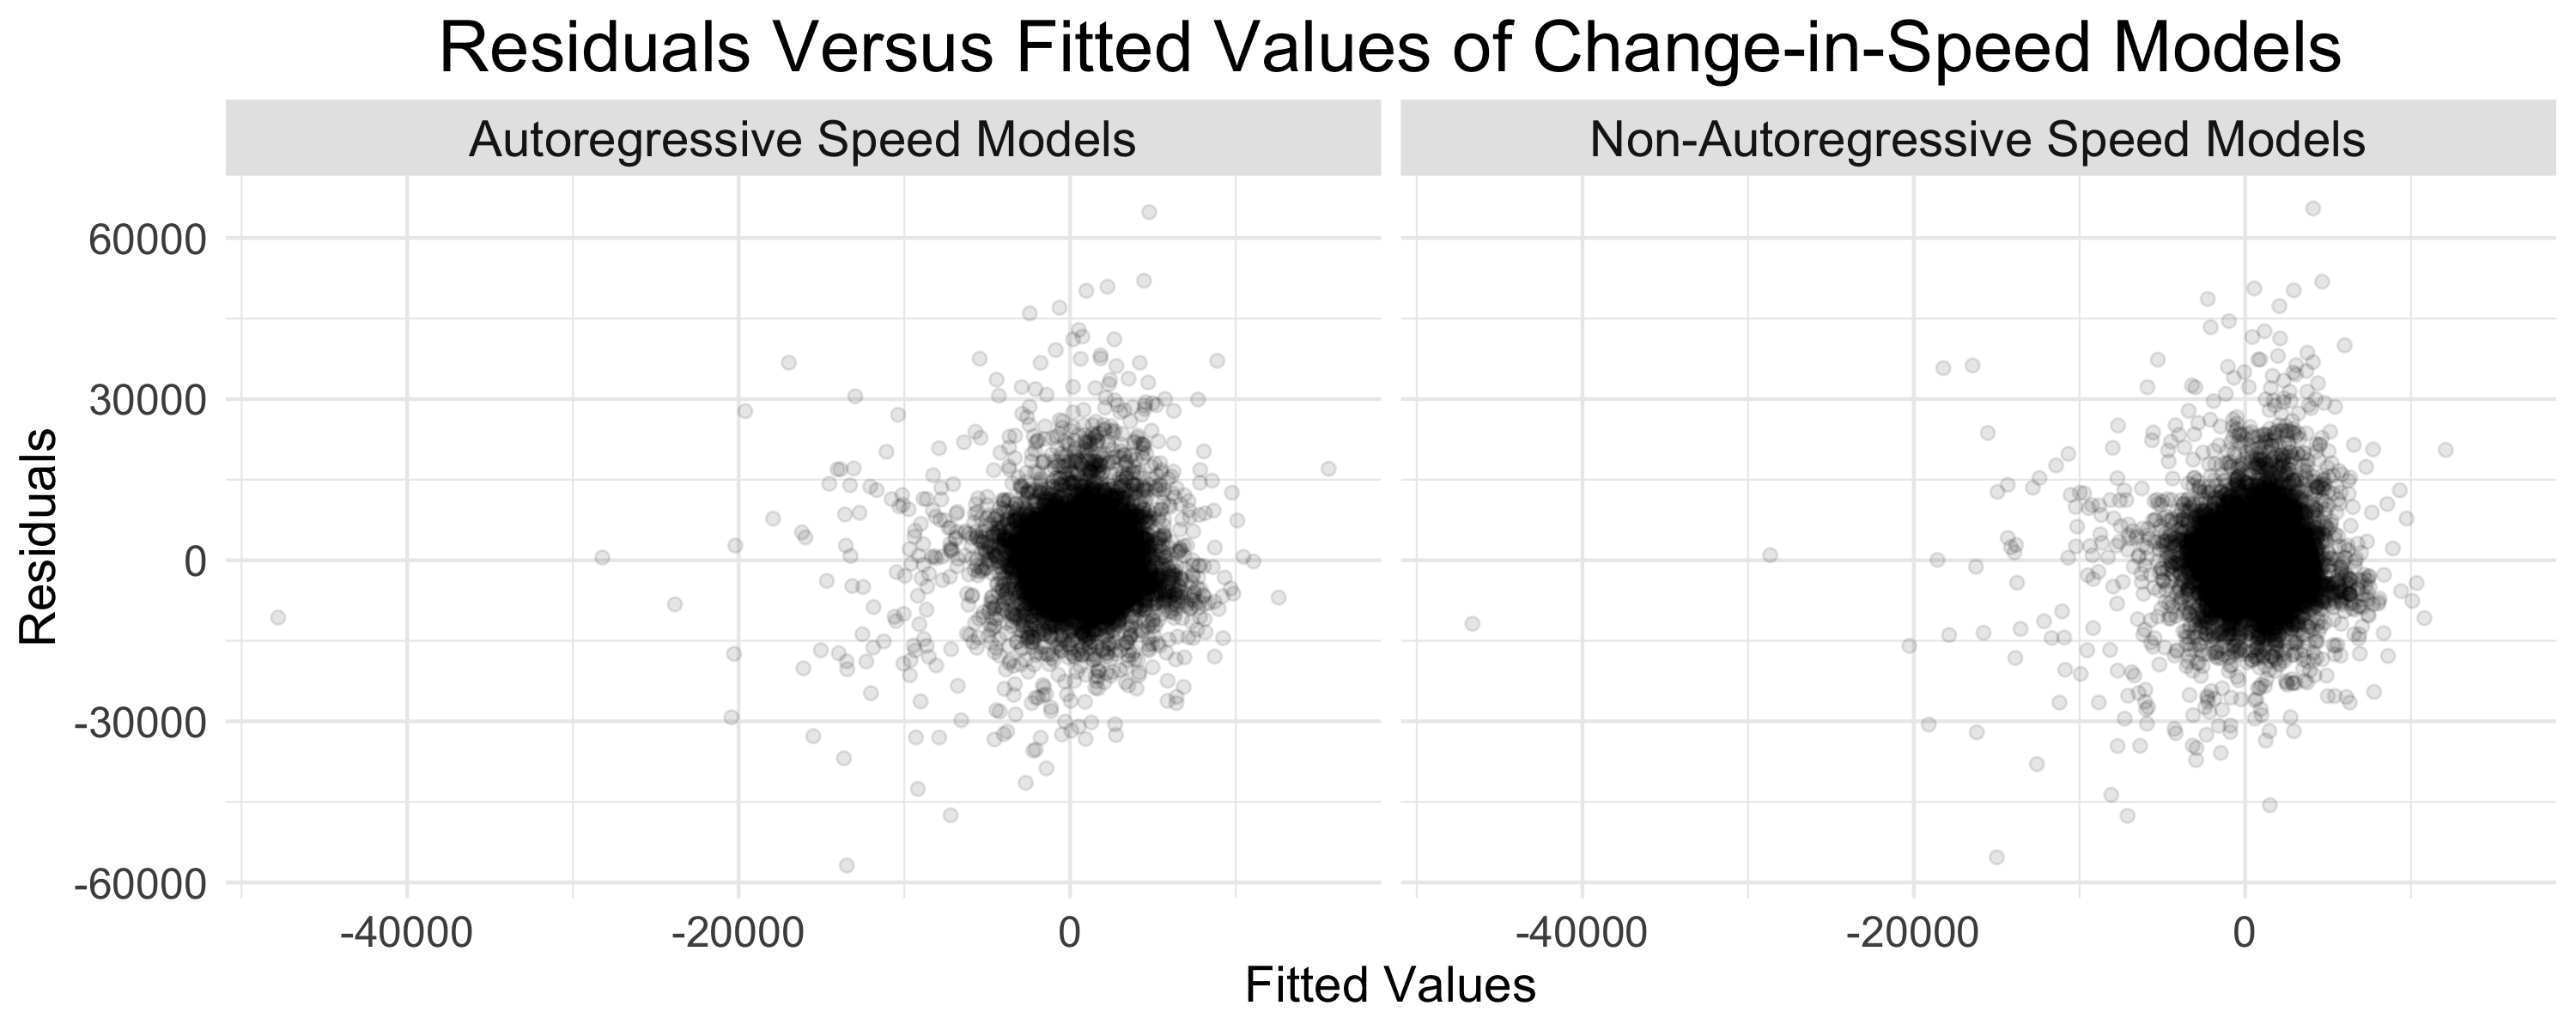 Residuals Versus Fitted Values of Change-in-Speed Models
Autoregressive Speed Models
Non-Autoregressive Speed Models
Residuals
60000
30000
0
-30000
-60000
-40000
-20000
0
-40000
-20000
0
Fitted Values